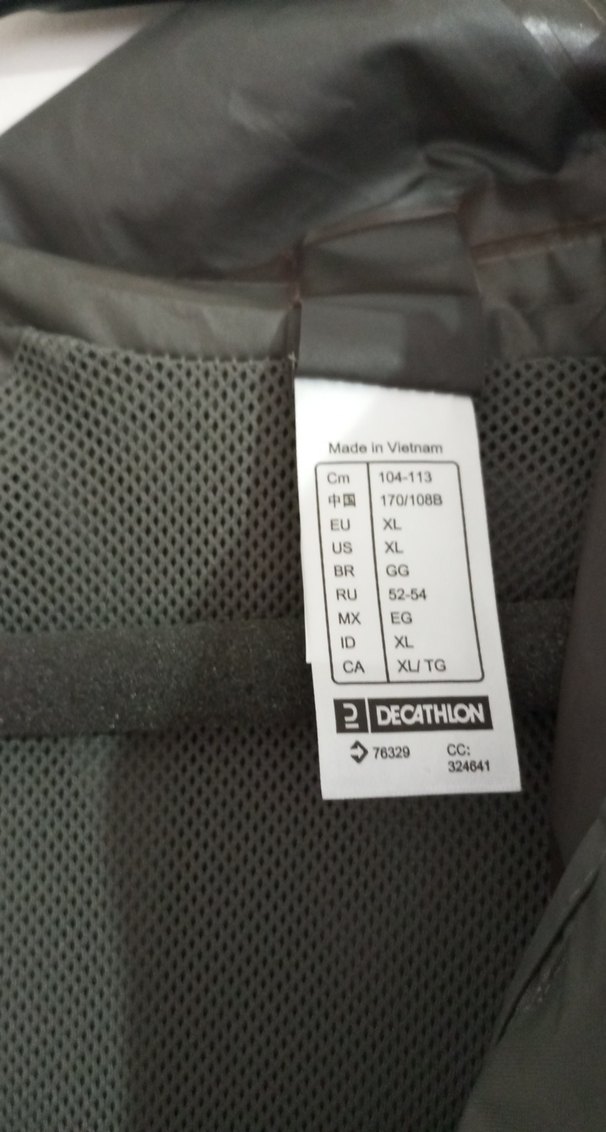 Made in Vietnam
Cm 104-113
中国 170/108B
EU XL
US XL
BR GG
RU 52-54
MX EG
ID XL
CA XL/ TG
DECATHLON
76329 CC:
324641